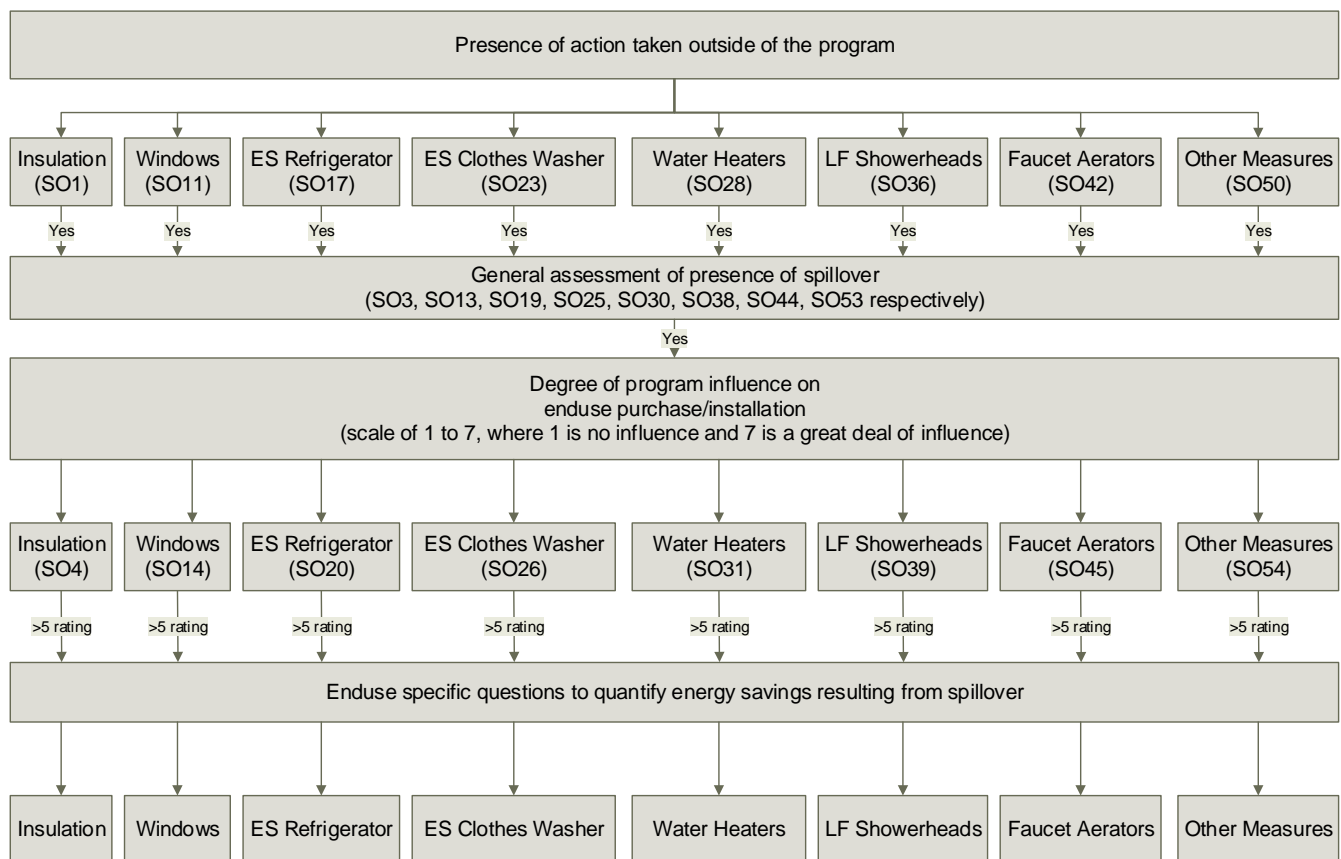 Presence of action taken outside of the program
Insulation
(SO1)
Windows
(SO11)
ES Refrigerator
(SO17)
ES Clothes Washer
(SO23)
Water Heaters
(SO28)
LF Showerheads
(SO36)
Faucet Aerators
(SO42)
Other Measures
(SO50)
Yes
Yes
Yes
Yes
Yes
Yes
Yes
Yes
General assessment of presence of spillover
(SO3, SO13, SO19, SO25, SO30, SO38, SO44, SO53 respectively)
Yes
Degree of program influence on
enduse purchase/installation
(scale of 1 to 7, where 1 is no influence and 7 is a great deal of influence)
Insulation
(SO4)
Windows
(SO14)
ES Refrigerator
(SO20)
ES Clothes Washer
(SO26)
Water Heaters
(SO31)
LF Showerheads
(SO39)
Faucet Aerators
(SO45)
Other Measures
(SO54)
>5 rating
>5 rating
>5 rating
>5 rating
>5 rating
>5 rating
>5 rating
>5 rating
Enduse specific questions to quantify energy savings resulting from spillover
Insulation
Windows
ES Refrigerator
ES Clothes Washer
Water Heaters
LF Showerheads
Faucet Aerators
Other Measures